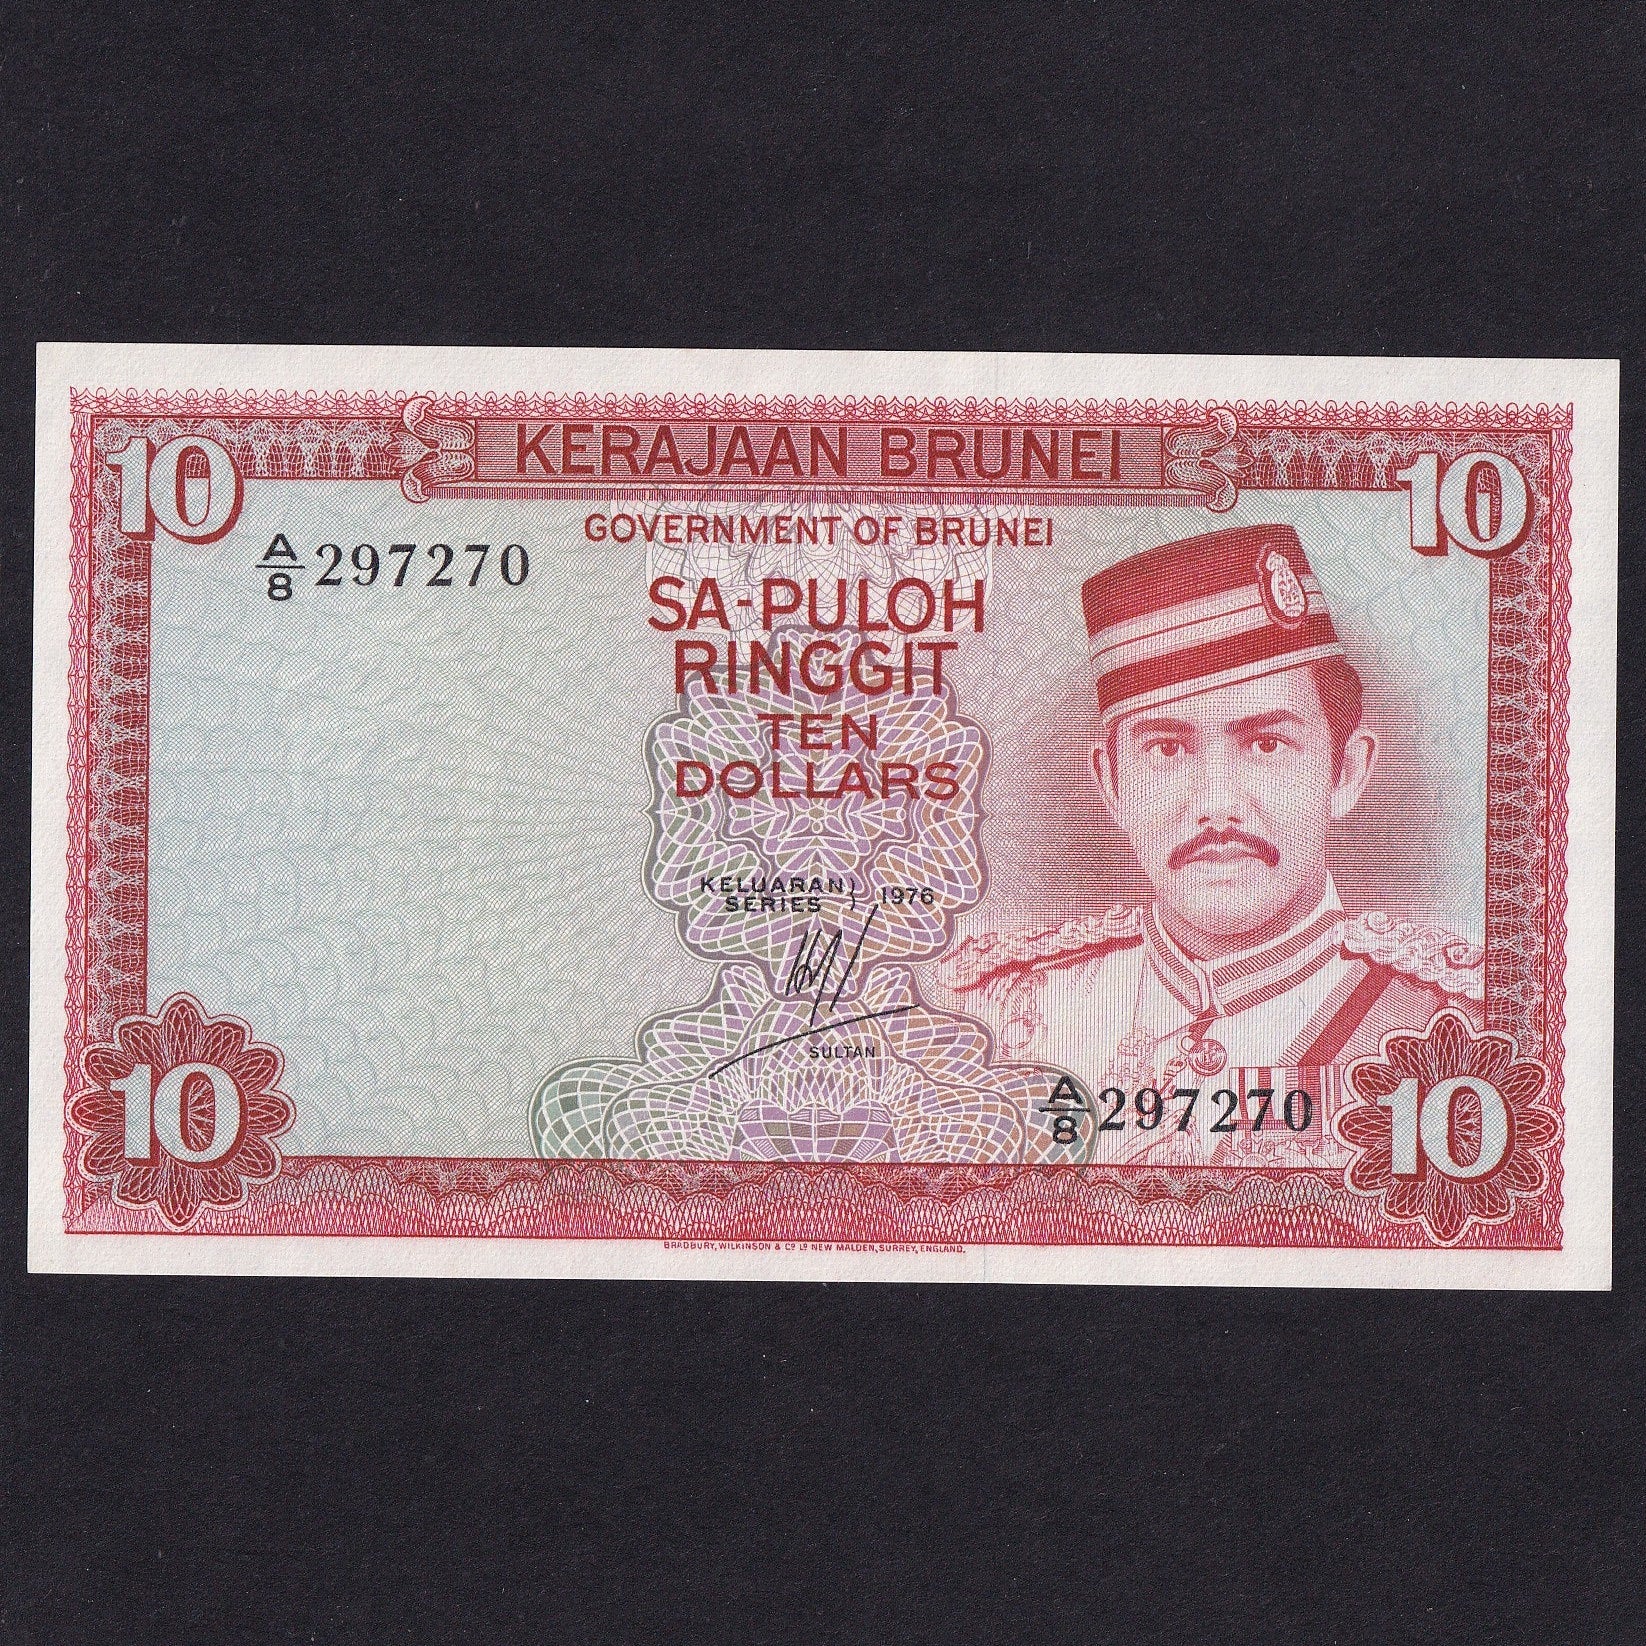 KERAJAAN BRUNEI
10
10
GOVERNMENT OF BRUNEI
A/8 297270
SA-PULOH
RINGGIT
TEN
DOLLARS
KELUARAN)
SERIES ) 1976
SULTAN
A/8 297270
10
10
BRADBURY, WILKINSON & Cº Lº NEW MALDEN, SURREY, ENGLAND.